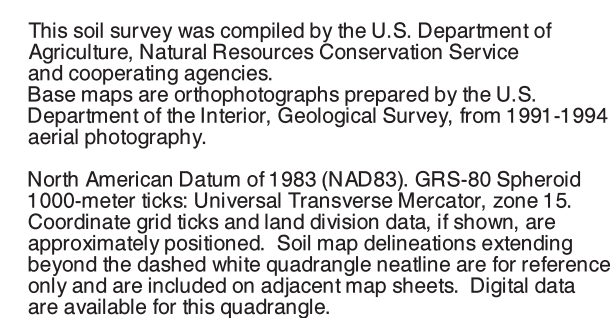 This soil survey was compiled by the U.S. Department of
Agriculture, Natural Resources Conservation Service
and cooperating agencies.
Base maps are orthophotographs prepared by the U.S.
Department of the Interior, Geological Survey, from 1991-1994
aerial photography.
North American Datum of 1983 (NAD83). GRS-80 Spheroid
1000-meter ticks: Universal Transverse Mercator, zone 15.
Coordinate grid ticks and land division data, if shown, are
approximately positioned.  Soil map delineations extending
beyond the dashed white quadrangle neatline are for reference
only and are included on adjacent map sheets.  Digital data
are available for this quadrangle.